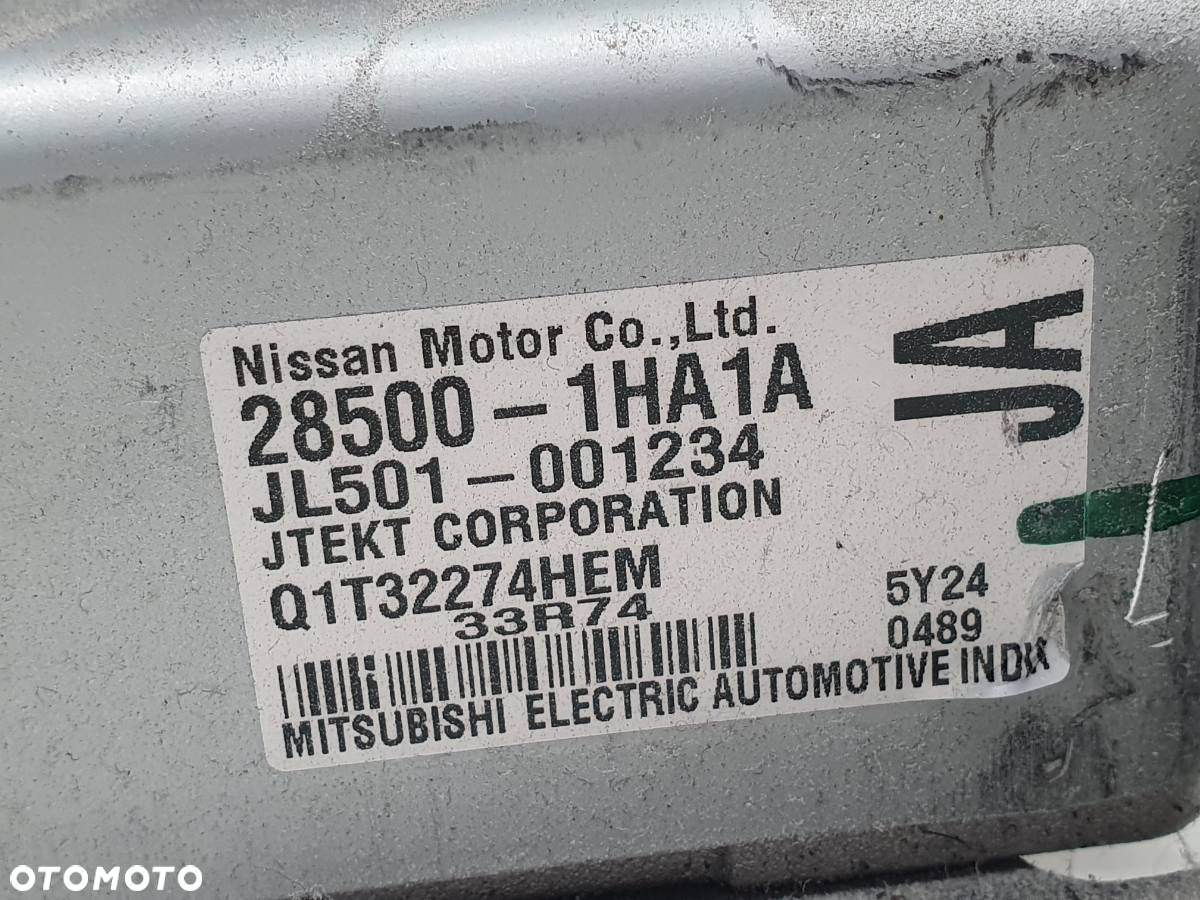 Nissan Motor Co.,Ltd.
28500-1HA1A
JL501-001234
JTEKT CORPORATION
Q1T32274HEM
33R74
MITSUBISHI ELECTRIC AUTOMOTIVE INDIA
JA
5Y24
0489
OTOMOTO